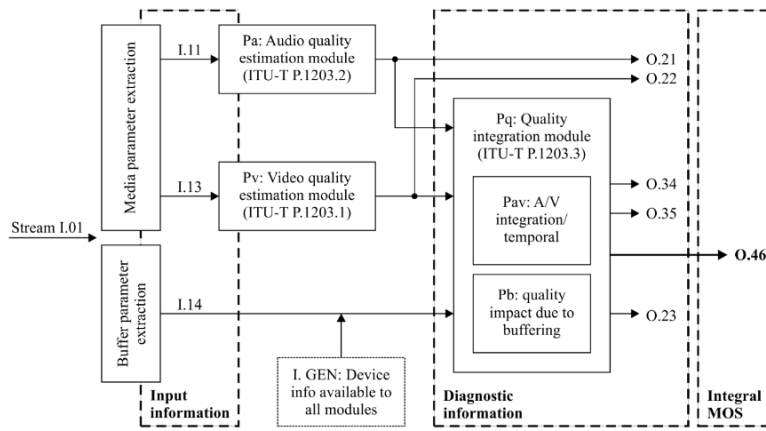 Stream I.01
Media parameter extraction
Buffer parameter
extraction
I.11
I.13
I.14
Input
information
Pa: Audio quality
estimation module
(ITU-T P.1203.2)
Pv: Video quality
estimation module
(ITU-T P.1203.1)
I. GEN: Device
info available to
all modules
Pq: Quality
integration module
(ITU-T P.1203.3)
Pav: A/V
integration/
temporal
Pb: quality
impact due to
buffering
Diagnostic
information
O.21
O.22
O.34
O.35
O.46
O.23
Integral
MOS